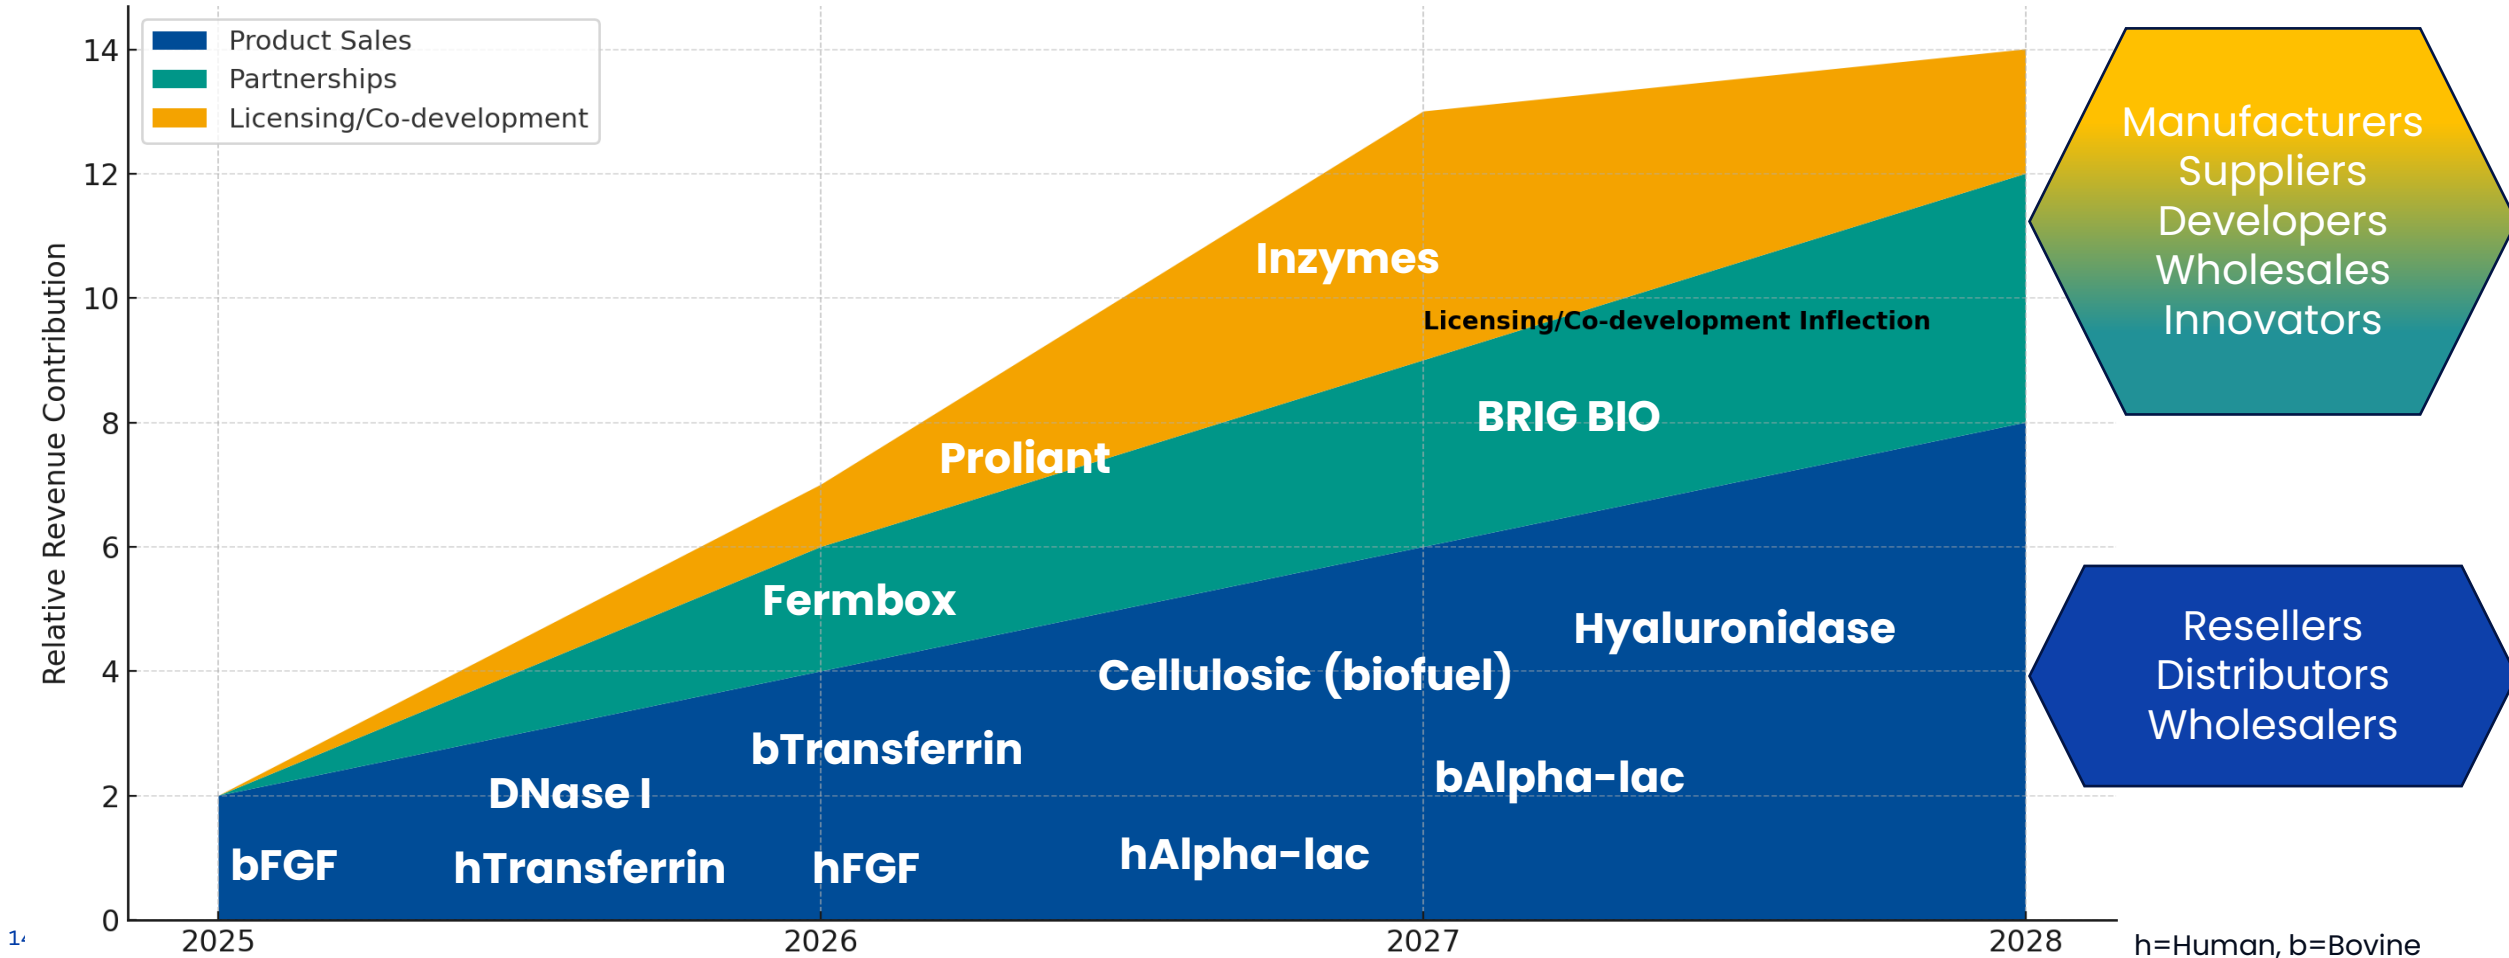 Product Sales
Partnerships
Licensing/Co-development
Relative Revenue Contribution
14
12
10
8
6
4
2
0
2025
2026
2027
2028
Inzymes
Licensing/Co-development Inflection
BRIG BIO
Proliant
Fermbox
Hyaluronidase
Cellulosic (biofuel)
bTransferrin
DNase I
bAlpha-lac
bFGF
hTransferrin
hFGF
hAlpha-lac
Manufacturers
Suppliers
Developers
Wholesales
Innovators
Resellers
Distributors
Wholesalers
h=Human, b=Bovine